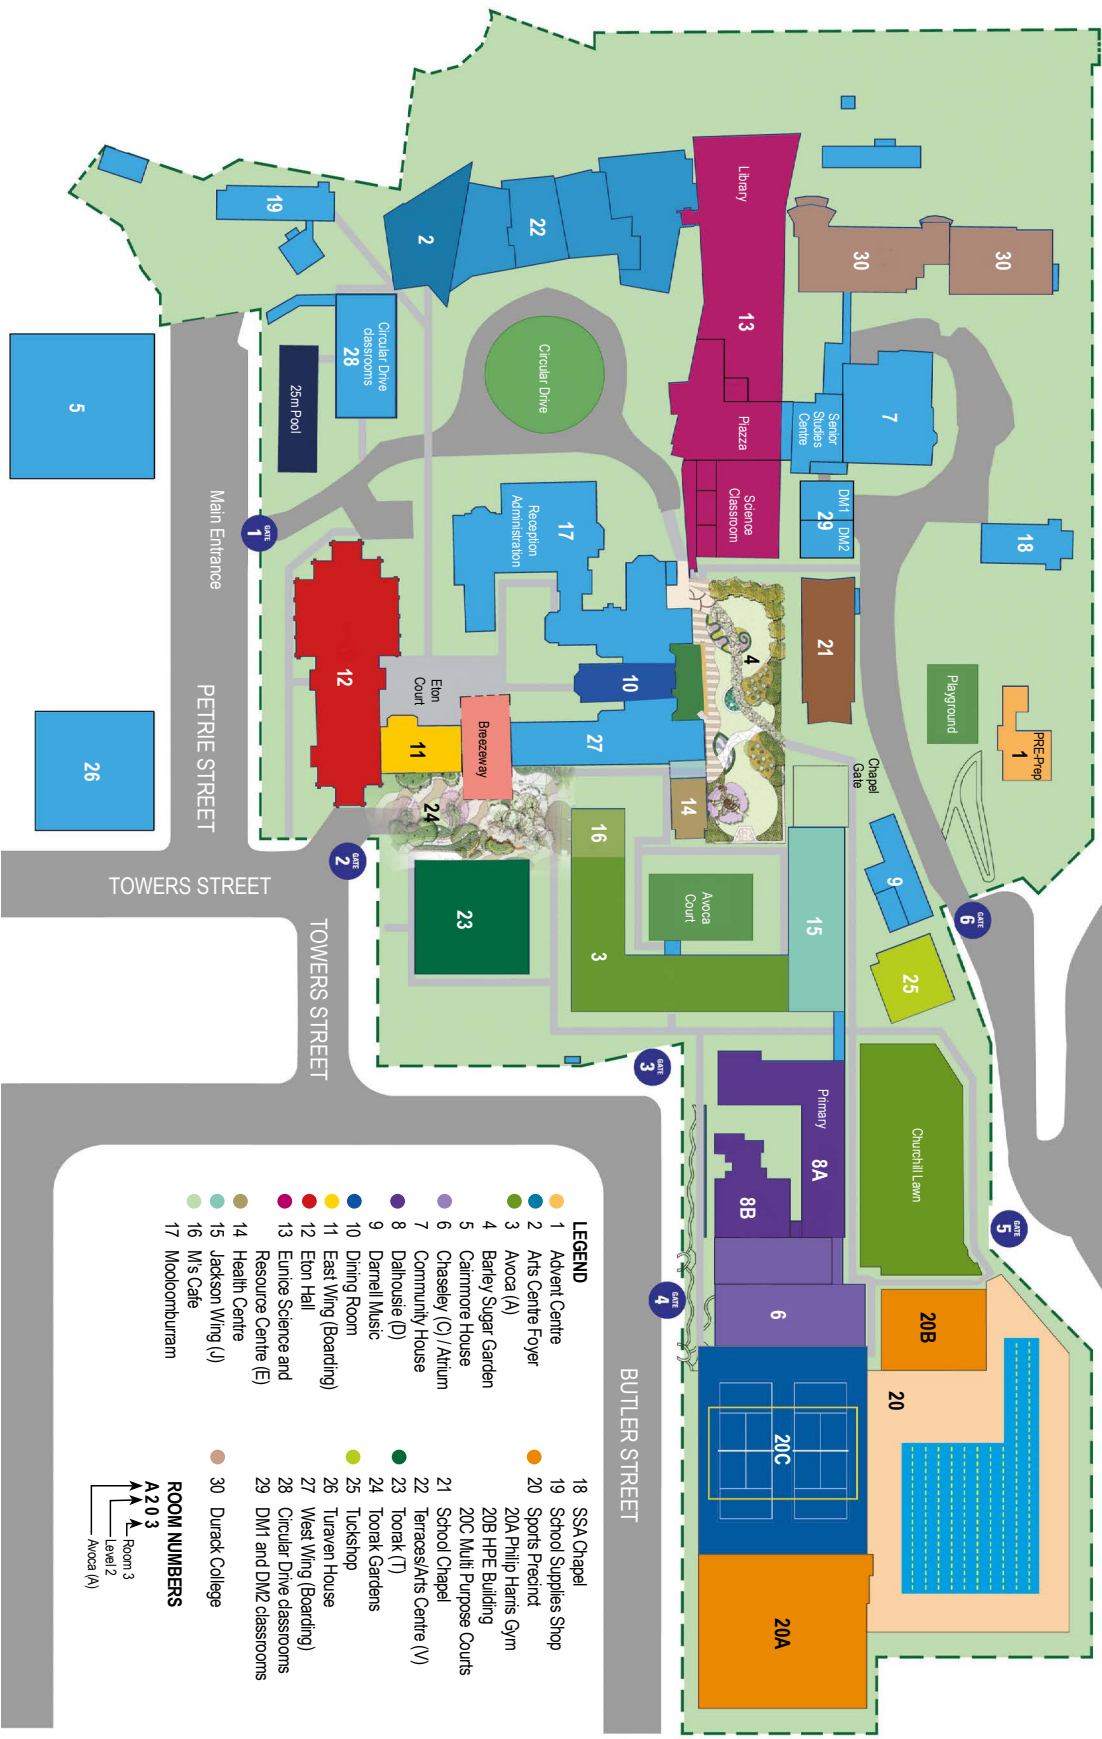 Library
30
30
19
2
22
13
Circular Drive
classrooms
28
25m Pool
Circular Drive
Piazza
Senior
Studies
Centre
7
5
Main Entrance
GATE
1
Science
Classroom
DM1
DM2
29
18
17
Reception
Administration
12
Eton
Court
11
Breezeway
10
27
4
21
Playground
PRE-Prep
1
26
PETRIE STREET
Chapel
Gate
14
24
16
9
GATE
2
TOWERS STREET
23
Avoca
Court
15
25
GATE
6
3
TOWERS STREET
GATE
3
Primary
8A
8B
Churchill Lawn
GATE
5
GATE
4
6
20B
20
20C
20A
BUTLER STREET
LEGEND
1 Advent Centre
2 Arts Centre Foyer
3 Avoca (A)
4 Barley Sugar Garden
5 Cairnmore House
6 Chaseley (C) / Atrium
7 Community House
8 Dalhousie (D)
9 Darnell Music
10 Dining Room
11 East Wing (Boarding)
12 Eton Hall
13 Eunice Science and
Resource Centre (E)
14 Health Centre
15 Jackson Wing (J)
16 M's Cafe
17 Mooloomburram
18 SSA Chapel
19 School Supplies Shop
20 Sports Precinct
20A Philip Harris Gym
20B HPE Building
20C Multi Purpose Courts
21 School Chapel
22 Terraces/Arts Centre (V)
23 Toorak (T)
24 Toorak Gardens
25 Tuckshop
26 Turaven House
27 West Wing (Boarding)
28 Circular Drive classrooms
29 DM1 and DM2 classrooms
30 Durack College
ROOM NUMBERS
A 2 0 3
Room 3
Level 2
Avoca (A)